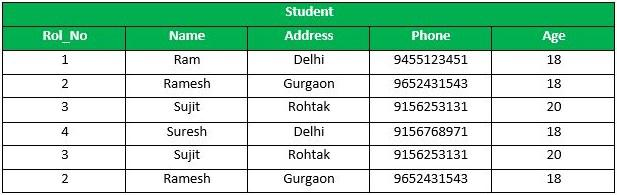 Student
Rol_No Name Address Phone Age
1 Ram Delhi 9455123451 18
2 Ramesh Gurgaon 9652431543 18
3 Sujit Rohtak 9156253131 20
4 Suresh Delhi 9156768971 18
3 Sujit Rohtak 9156253131 20
2 Ramesh Gurgaon 9652431543 18